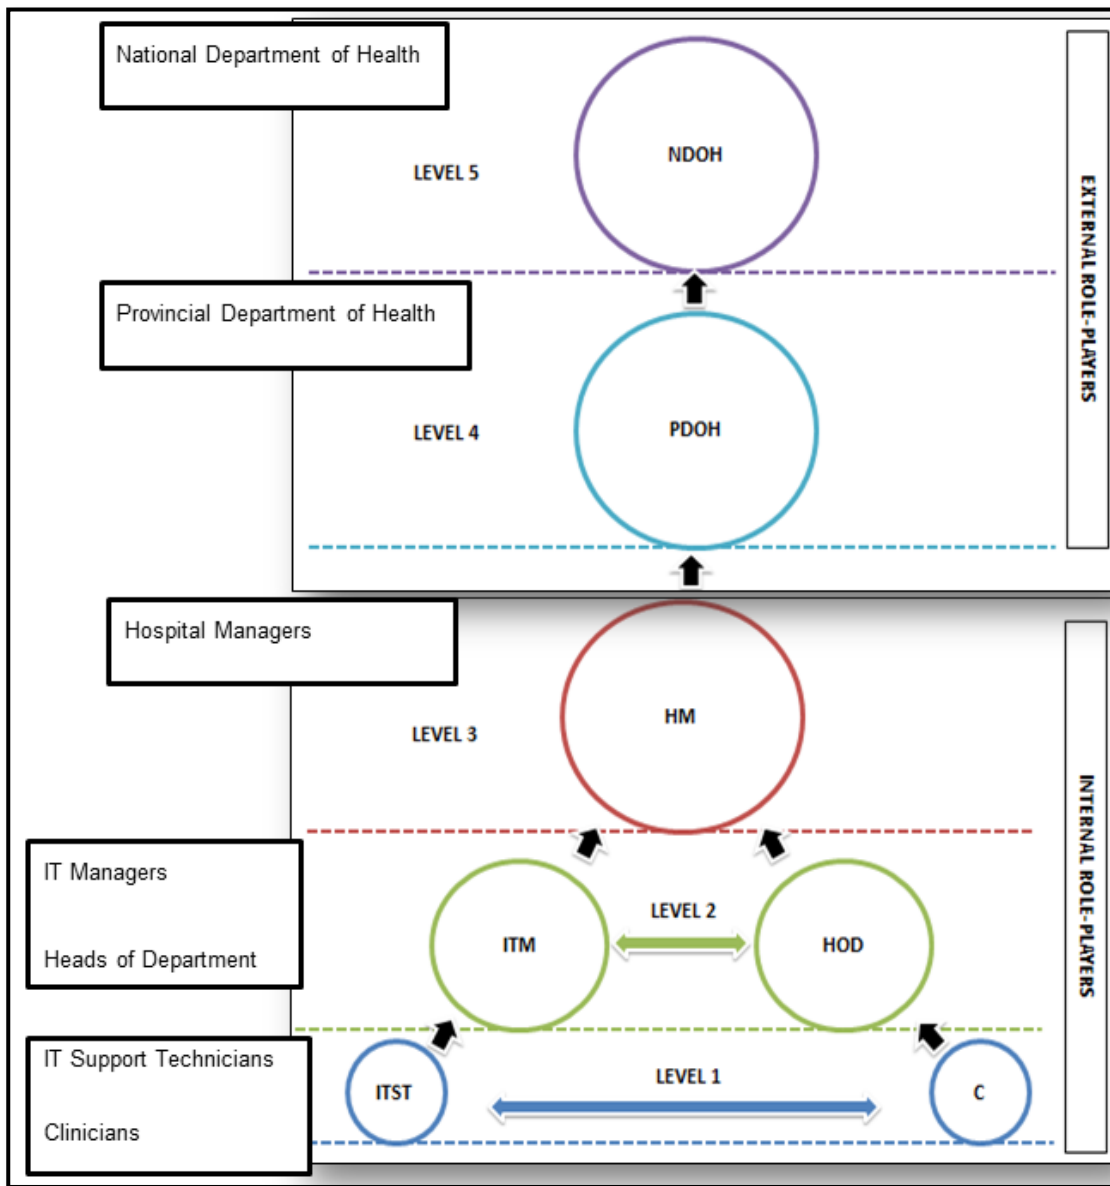 National Department of Health
NDOH
LEVEL 5
EXTERNAL ROLE-PLAYERS
Provincial Department of Health
PDOH
LEVEL 4
Hospital Managers
HM
LEVEL 3
INTERNAL ROLE-PLAYERS
IT Managers
Heads of Department
LEVEL 2
ITM
HOD
IT Support Technicians
Clinicians
LEVEL 1
ITST
C